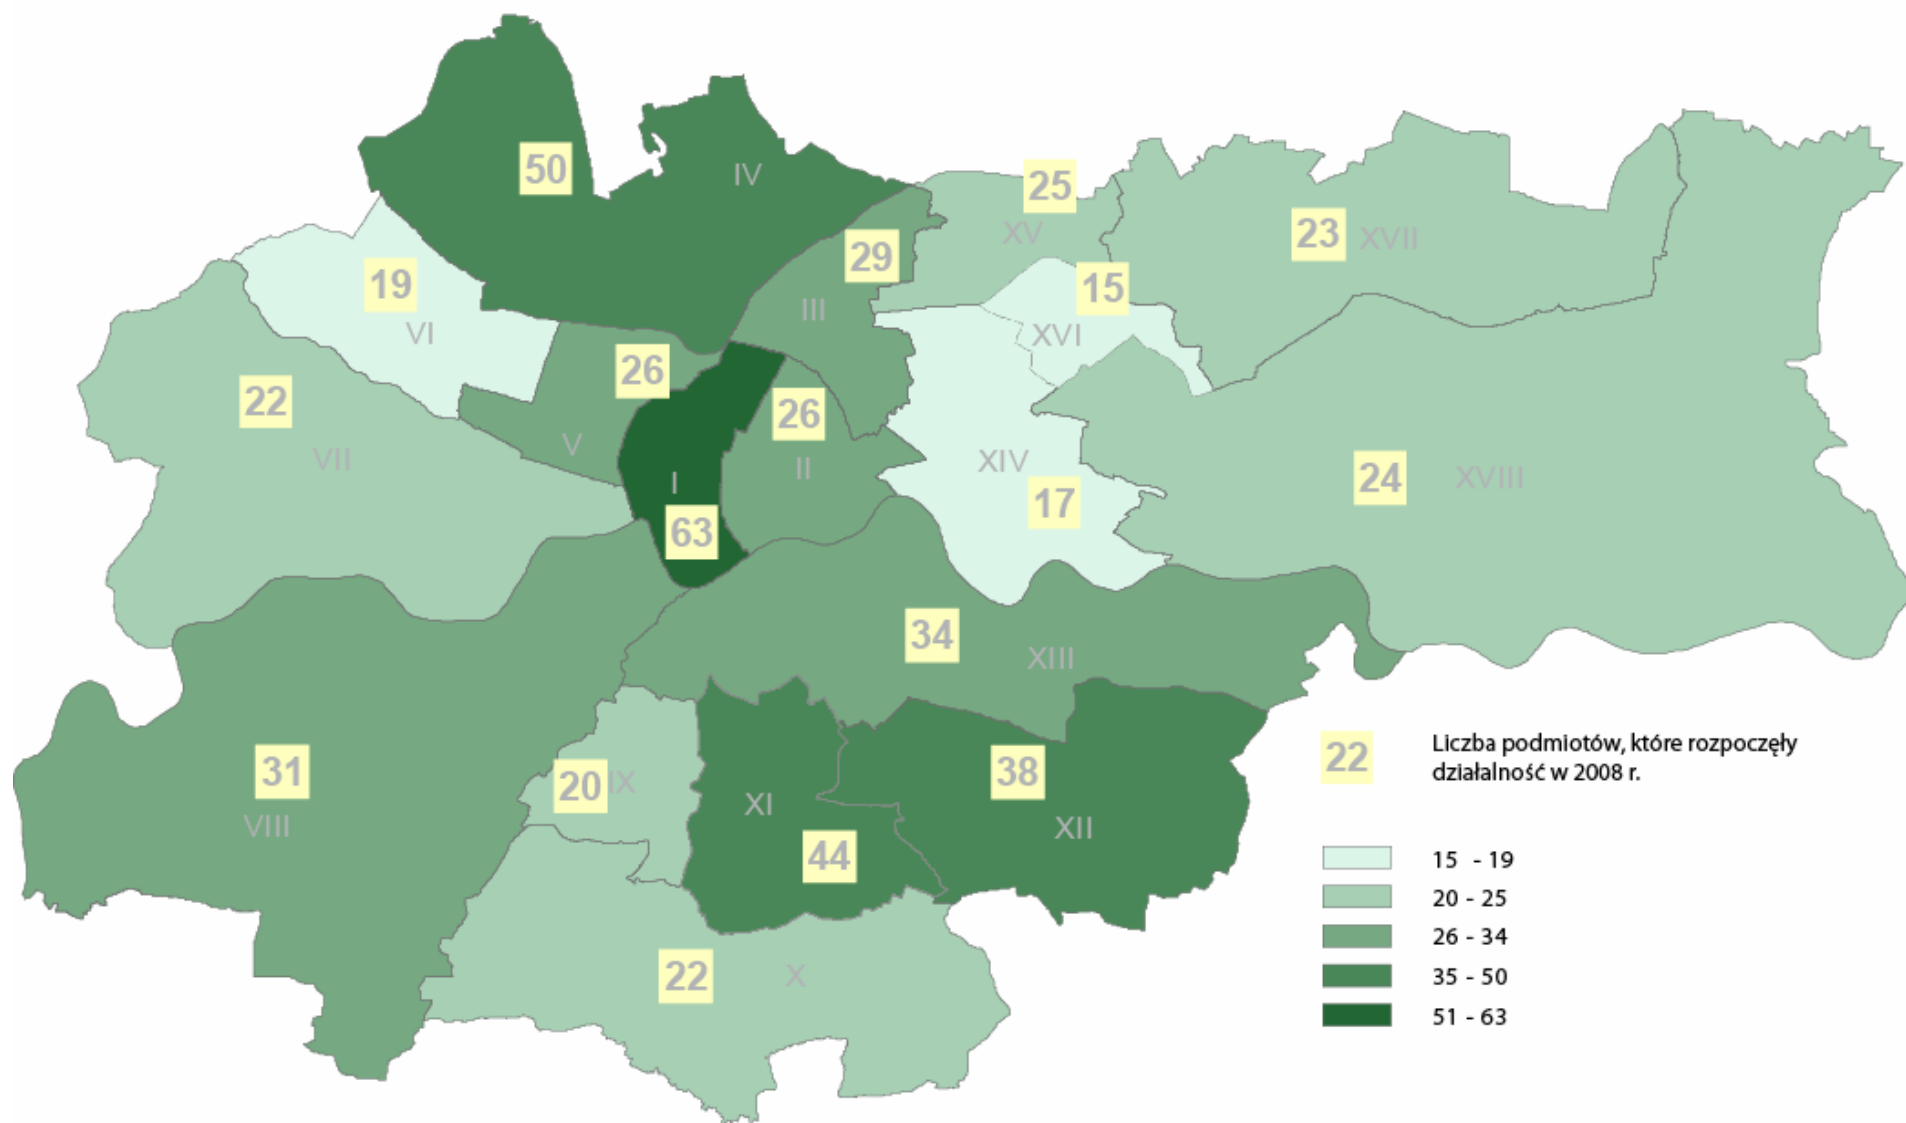 50
IV
25
XV
23
XVII
29
III
15
XVI
19
VI
26
V
22
VII
26
II
I
63
XIV
17
24
XVIII
34
XIII
31
VIII
20
IX
XI
44
38
XII
22
X
22
Liczba podmiotów, które rozpoczęły
działalność w 2008 r.
15 - 19
20 - 25
26 - 34
35 - 50
51 - 63